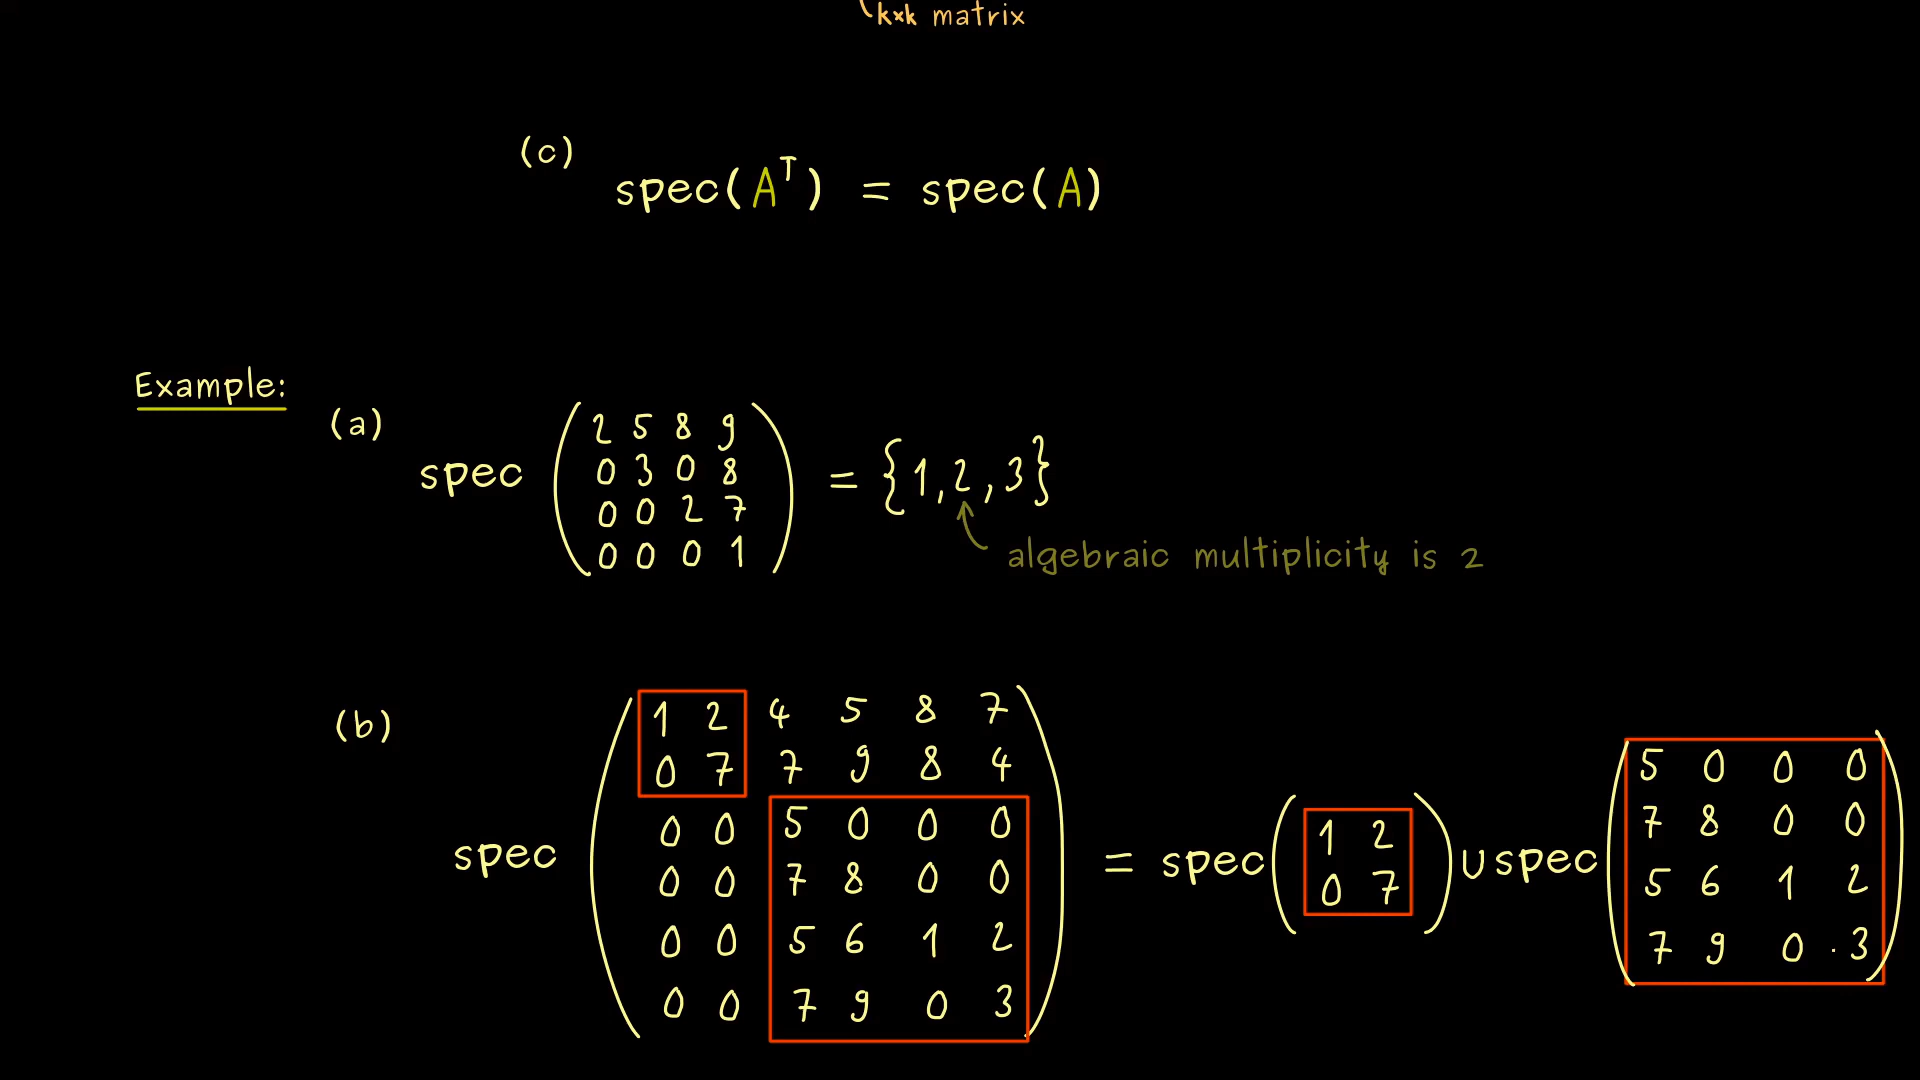 k×k matrix
(c)
spec(Aᵀ) = spec(A)
Example:
(a)
spec ( 2 5 8 9
0 3 0 8
0 0 2 7
0 0 0 1 ) = {1,2,3}
algebraic multiplicity is 2
(b)
spec ( 1 2 4 5 8 7
0 7 7 9 8 4
0 0 5 0 0 0
0 0 7 8 0 0
0 0 5 6 1 2
0 0 7 9 0 3 )
= spec ( 1 2
0 7 )
∪ spec ( 5 0 0 0
7 8 0 0
5 6 1 2
7 9 0 · 3 )